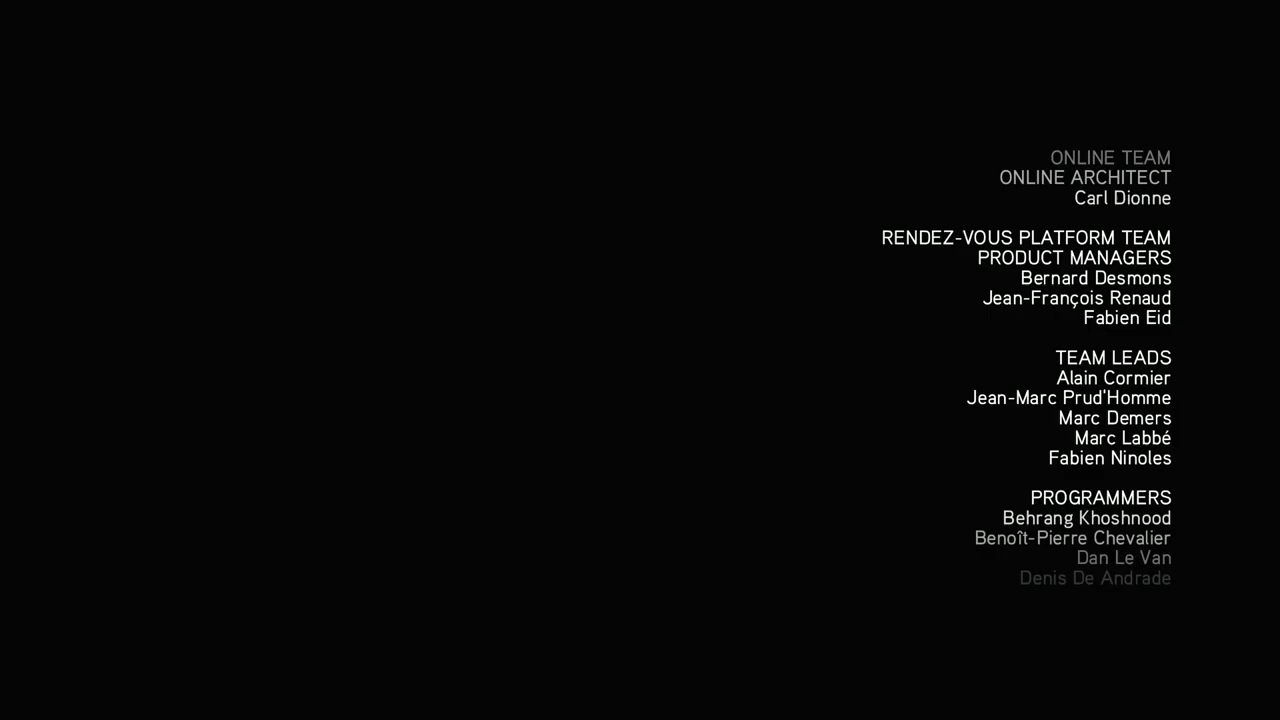 ONLINE TEAM
ONLINE ARCHITECT
Carl Dionne
RENDEZ-VOUS PLATFORM TEAM
PRODUCT MANAGERS
Bernard Desmons
Jean-François Renaud
Fabien Eid
TEAM LEADS
Alain Cormier
Jean-Marc Prud'Homme
Marc Demers
Marc Labbé
Fabien Ninoles
PROGRAMMERS
Behrang Khoshnood
Benoît-Pierre Chevalier
Dan Le Van
Denis De Andrade